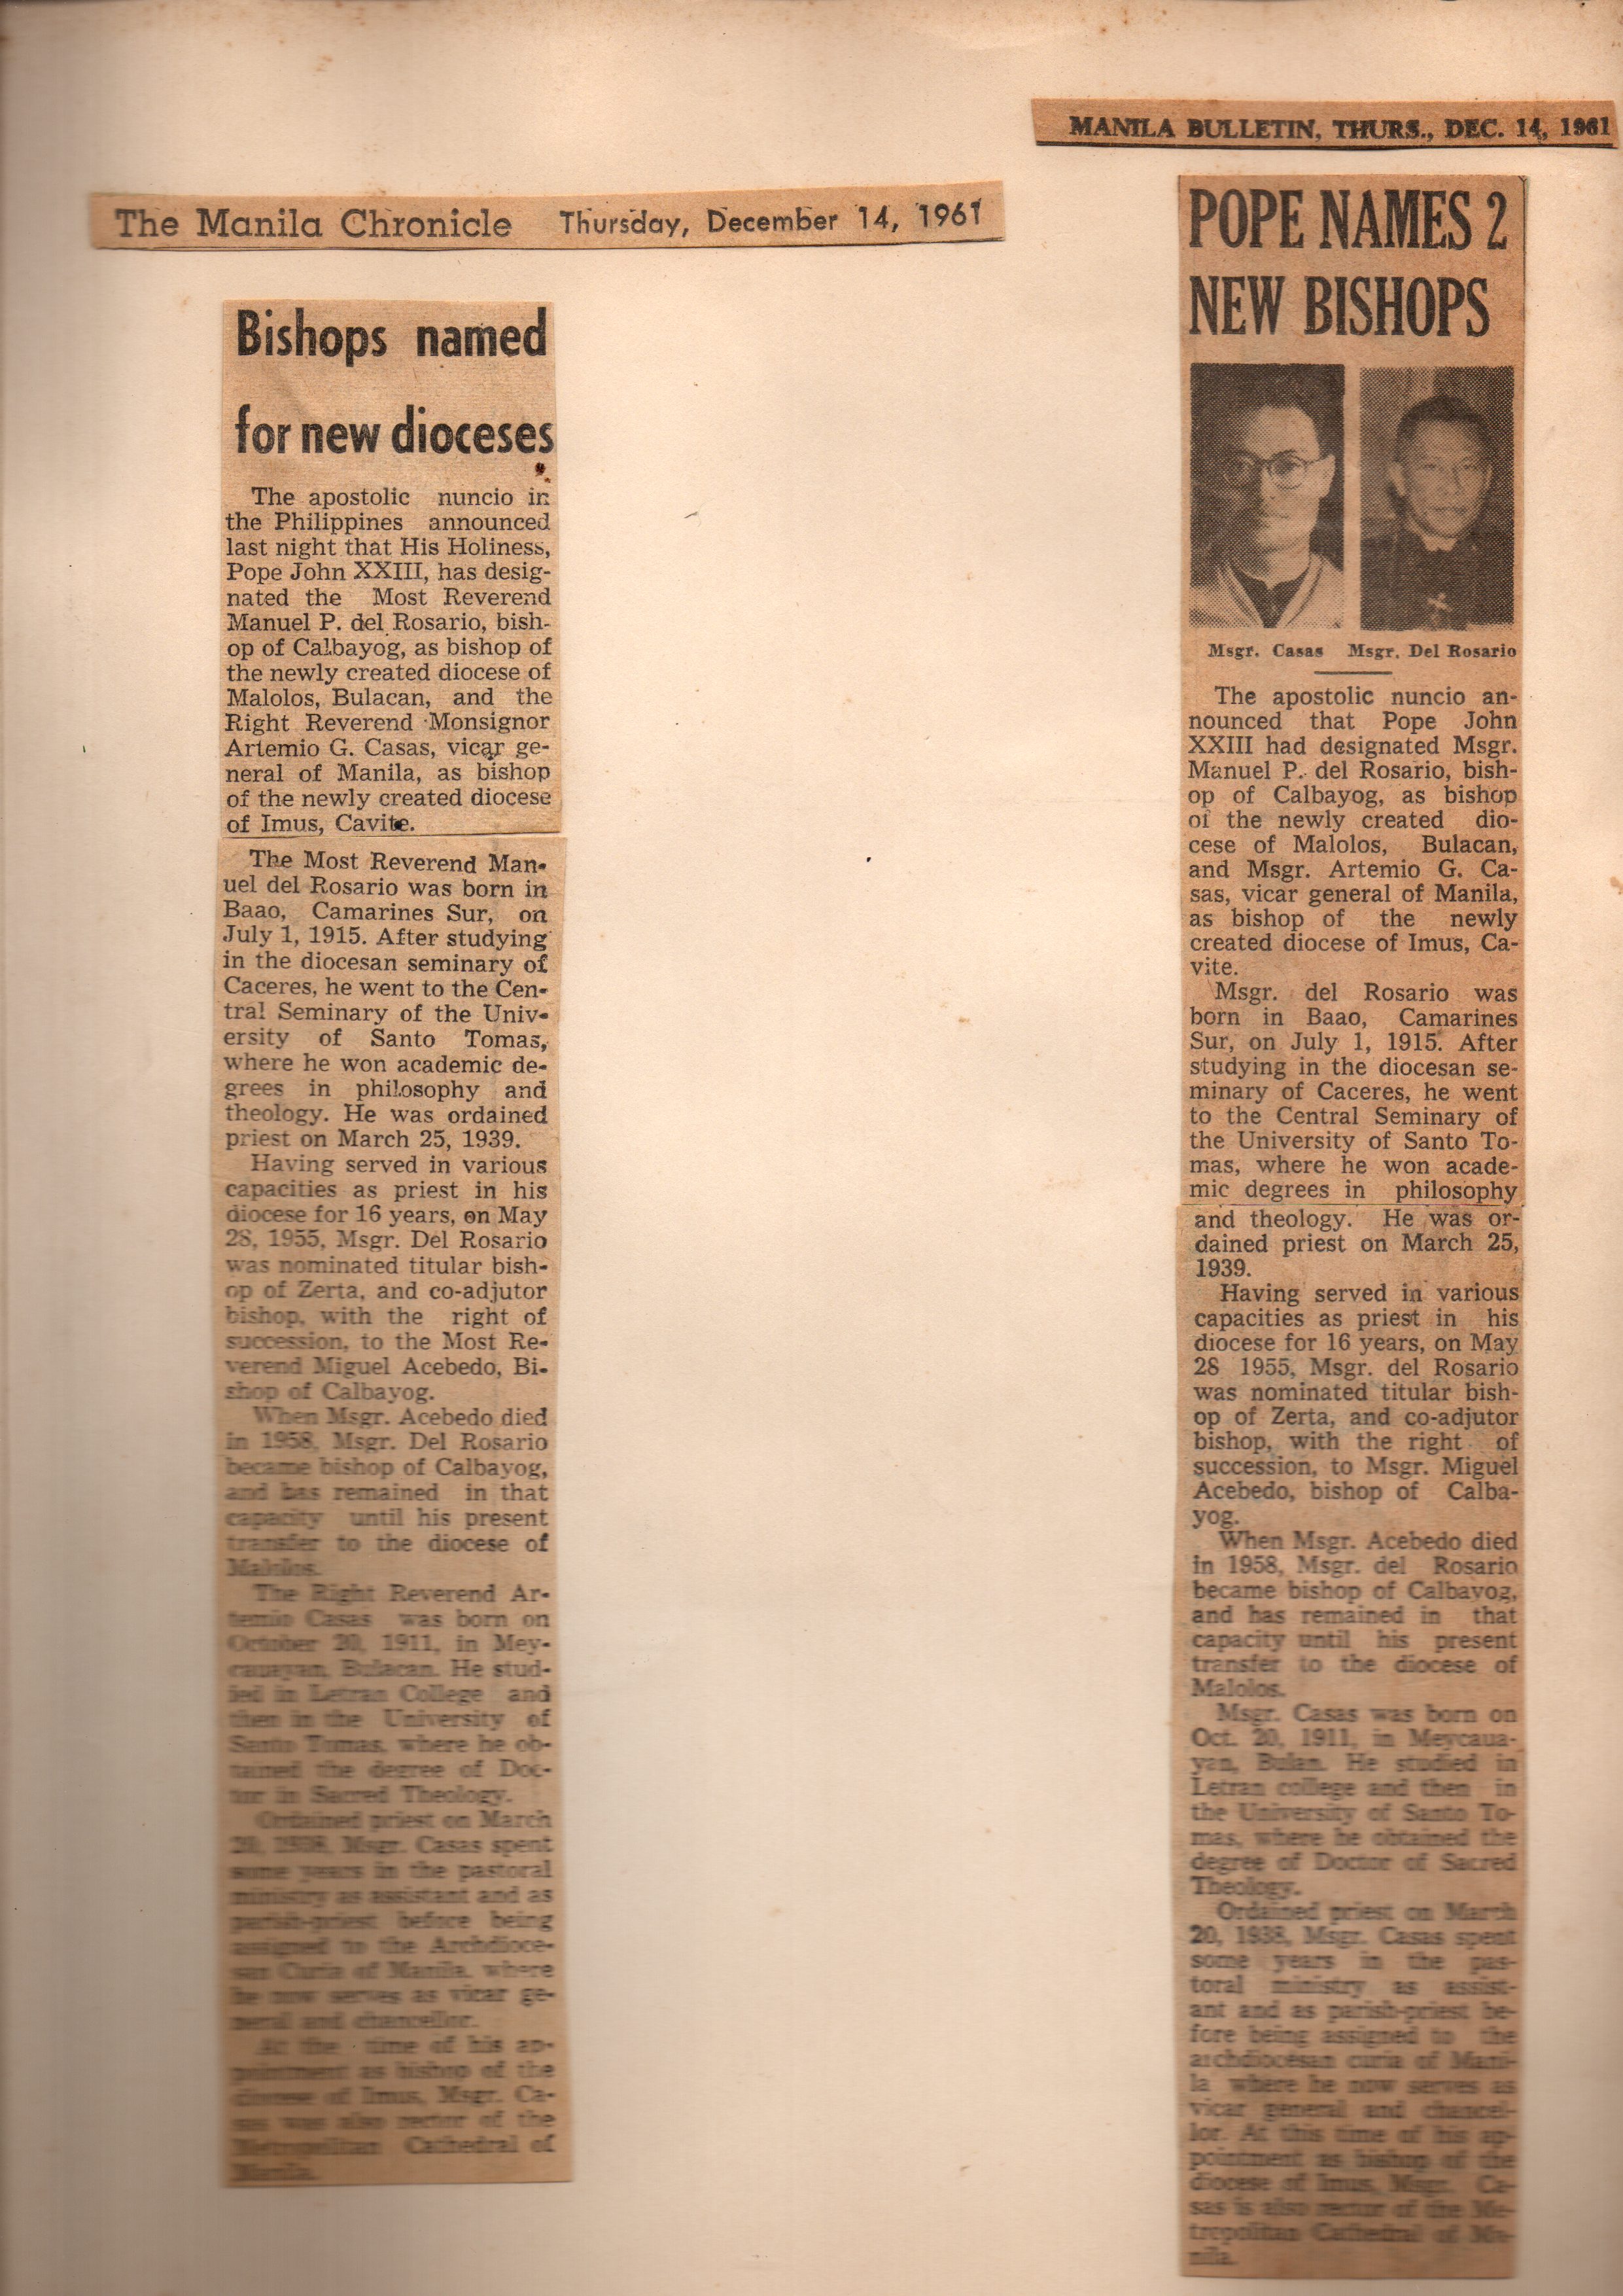 MANILA BULLETIN, THURS., DEC. 14, 1961
The Manila Chronicle Thursday, December 14, 1961
Bishops named
for new dioceses
The apostolic nuncio in
the Philippines announced
last night that His Holiness,
Pope John XXIII, has desig-
nated the Most Reverend
Manuel P. del Rosario, bish-
op of Calbayog, as bishop of
the newly created diocese of
Malolos, Bulacan, and the
Right Reverend Monsignor
Artemio G. Casas, vicar ge-
neral of Manila, as bishop
of the newly created diocese
of Imus, Cavite.
The Most Reverend Man-
uel del Rosario was born in
Baao, Camarines Sur, on
July 1, 1915. After studying
in the diocesan seminary of
Caceres, he went to the Cen-
tral Seminary of the Univ-
ersity of Santo Tomas,
where he won academic de-
grees in philosophy and
theology. He was ordained
priest on March 25, 1939.
Having served in various
capacities as priest in his
diocese for 16 years, on May
28, 1955, Msgr. Del Rosario
was nominated titular bish-
op of Zerta, and co-adjutor
bishop, with the right of
succession, to the Most Re-
verend Miguel Acebedo, Bi-
shop of Calbayog.
When Msgr. Acebedo died
in 1958, Msgr. Del Rosario
became bishop of Calbayog,
and has remained in that
capacity until his present
transfer to the diocese of
Malolos.
The Right Reverend Ar-
temio Casas was born on
October 20, 1911, in Mey-
cauayan, Bulacan. He stud-
ied in Letran College and
then in the University of
Santo Tomas, where he ob-
tained the degree of Doc-
tor in Sacred Theology.
Ordained priest on March
20, 1938, Msgr. Casas spent
some years in the pastoral
ministry as assistant and as
parish-priest before being
assigned to the Archdioce-
san Curia of Manila, where
he now serves as vicar ge-
neral and chancellor.
At the time of his ap-
pointment as bishop of the
diocese of Imus, Msgr. Ca-
sas was also rector of the
Metropolitan Cathedral of
Manila.
POPE NAMES 2
NEW BISHOPS
Msgr. Casas Msgr. Del Rosario
The apostolic nuncio an-
nounced that Pope John
XXIII had designated Msgr.
Manuel P. del Rosario, bish-
op of Calbayog, as bishop
of the newly created dio-
cese of Malolos, Bulacan,
and Msgr. Artemio G. Ca-
sas, vicar general of Manila,
as bishop of the newly
created diocese of Imus, Ca-
vite.
Msgr. del Rosario was
born in Baao, Camarines
Sur, on July 1, 1915. After
studying in the diocesan se-
minary of Caceres, he went
to the Central Seminary of
the University of Santo To-
mas, where he won acade-
mic degrees in philosophy
and theology. He was or-
dained priest on March 25,
1939.
Having served in various
capacities as priest in his
diocese for 16 years, on May
28 1955, Msgr. del Rosario
was nominated titular bish-
op of Zerta, and co-adjutor
bishop, with the right of
succession, to Msgr. Miguel
Acebedo, bishop of Calba-
yog.
When Msgr. Acebedo died
in 1958, Msgr. del Rosario
became bishop of Calbayog,
and has remained in that
capacity until his present
transfer to the diocese of
Malolos.
Msgr. Casas was born on
Oct. 20, 1911, in Meycaua-
yan, Bulan. He studied in
Letran college and then in
the University of Santo To-
mas, where he obtained the
degree of Doctor of Sacred
Theology.
Ordained priest on March
20, 1938, Msgr. Casas spent
some years in the pas-
toral ministry as assist-
ant and as parish-priest be-
fore being assigned to the
archdiocesan curia of Mani-
la where he now serves as
vicar general and chancel-
lor. At this time of his ap-
pointment as bishop of the
diocese of Imus, Msgr. Ca-
sas is also rector of the Me-
tropolitan Cathedral of Ma-
nila.